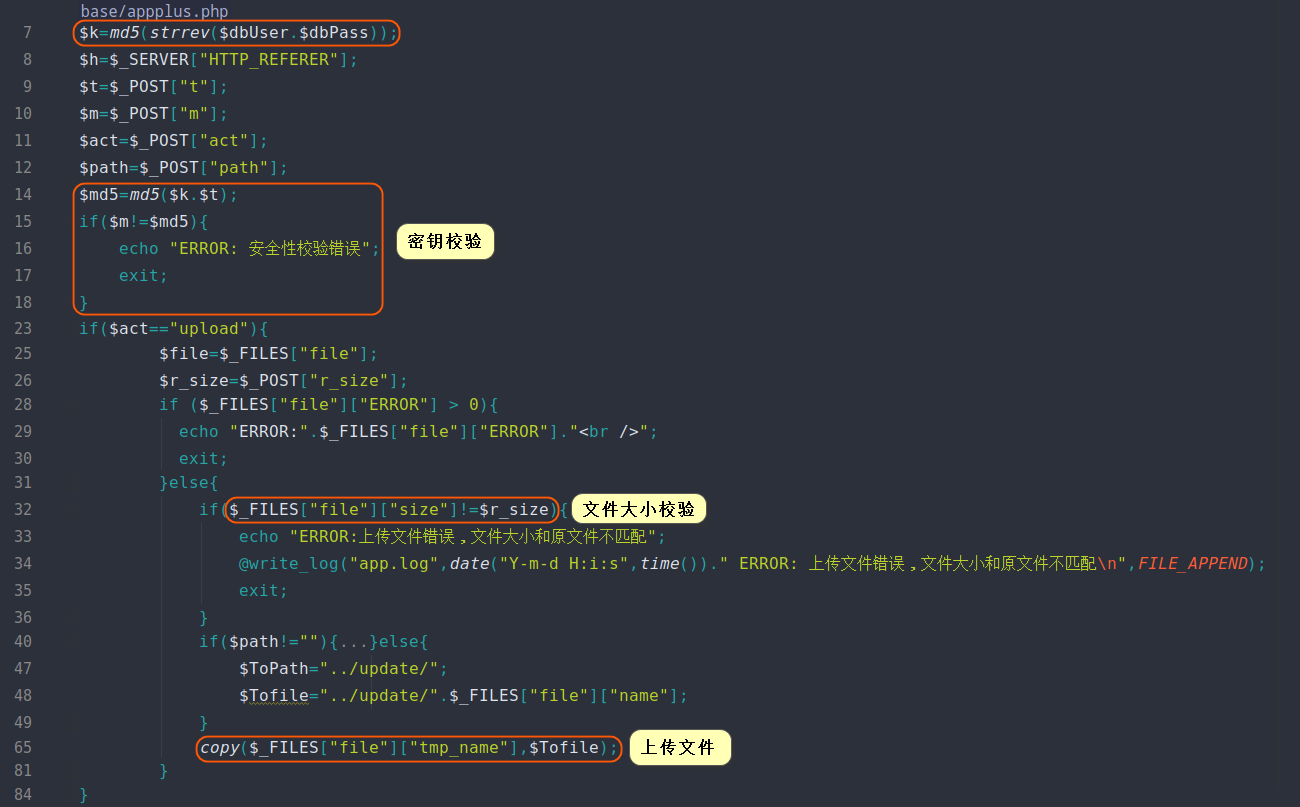 base/appplus.php
7 $k=md5(strrev($dbUser.$dbPass));
8 $h=$_SERVER["HTTP_REFERER"];
9 $t=$_POST["t"];
10 $m=$_POST["m"];
11 $act=$_POST["act"];
12 $path=$_POST["path"];
14 $md5=md5($k.$t);
15 if($m!=$md5){
密钥校验
16 echo "ERROR: 安全性校验错误";
17 exit;
18 }
23 if($act=="upload"){
25 $file=$_FILES["file"];
26 $r_size=$_POST["r_size"];
28 if ($_FILES["file"]["ERROR"] > 0){
29 echo "ERROR:".$_FILES["file"]["ERROR"]."<br />";
30 exit;
31 }else{
32 if($_FILES["file"]["size"]!=$r_size){ 文件大小校验
33 echo "ERROR:上传文件错误，文件大小和原文件不匹配";
34 @write_log("app.log",date("Y-m-d H:i:s",time())." ERROR: 上传文件错误，文件大小和原文件不匹配\n",FILE_APPEND);
35 exit;
36 }
40 if($path!=""){...}else{
47 $ToPath="../update/";
48 $Tofile="../update/".$_FILES["file"]["name"];
49 }
65 copy($_FILES["file"]["tmp_name"],$Tofile); 上传文件
81 }
84 }